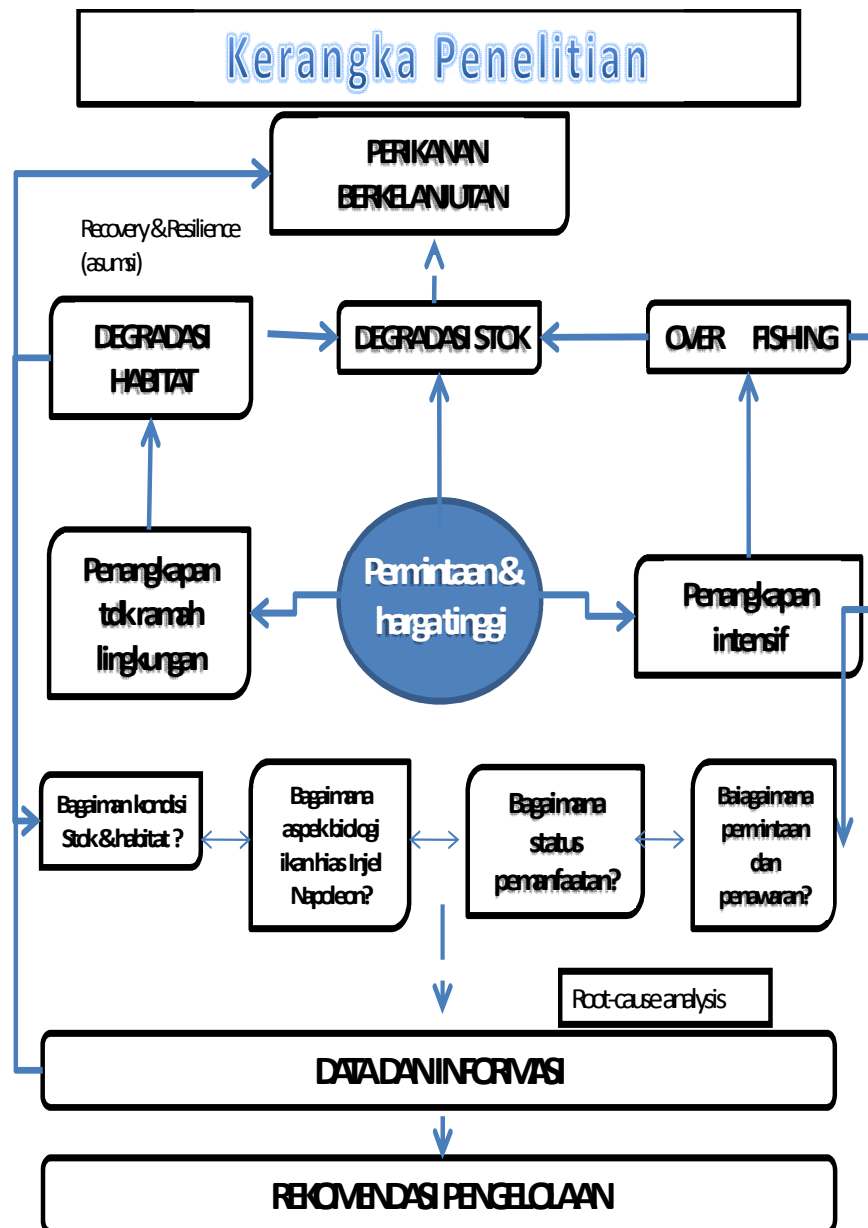 Kerangka Penelitian
PERIKANAN
BERKELANJUTAN
Recovery & Resilience
(asumsi)
DEGRADASI
HABITAT
DEGRADASI STOK
OVER FISHING
Penangkapan
tdk ramah
lingkungan
Permintaan &
harga tinggi
Penangkapan
intensif
Bagaiman kondisi
Stok & habitat ?
Bagaimana
aspek biologi
ikan hias Injel
Napoleon?
Bagaimana
status
pemanfaatan?
Baiagaimana
permintaan
dan
penawaran?
Root-cause analysis
DATA DAN INFORMASI
REKOMENDASI PENGELOLAAN